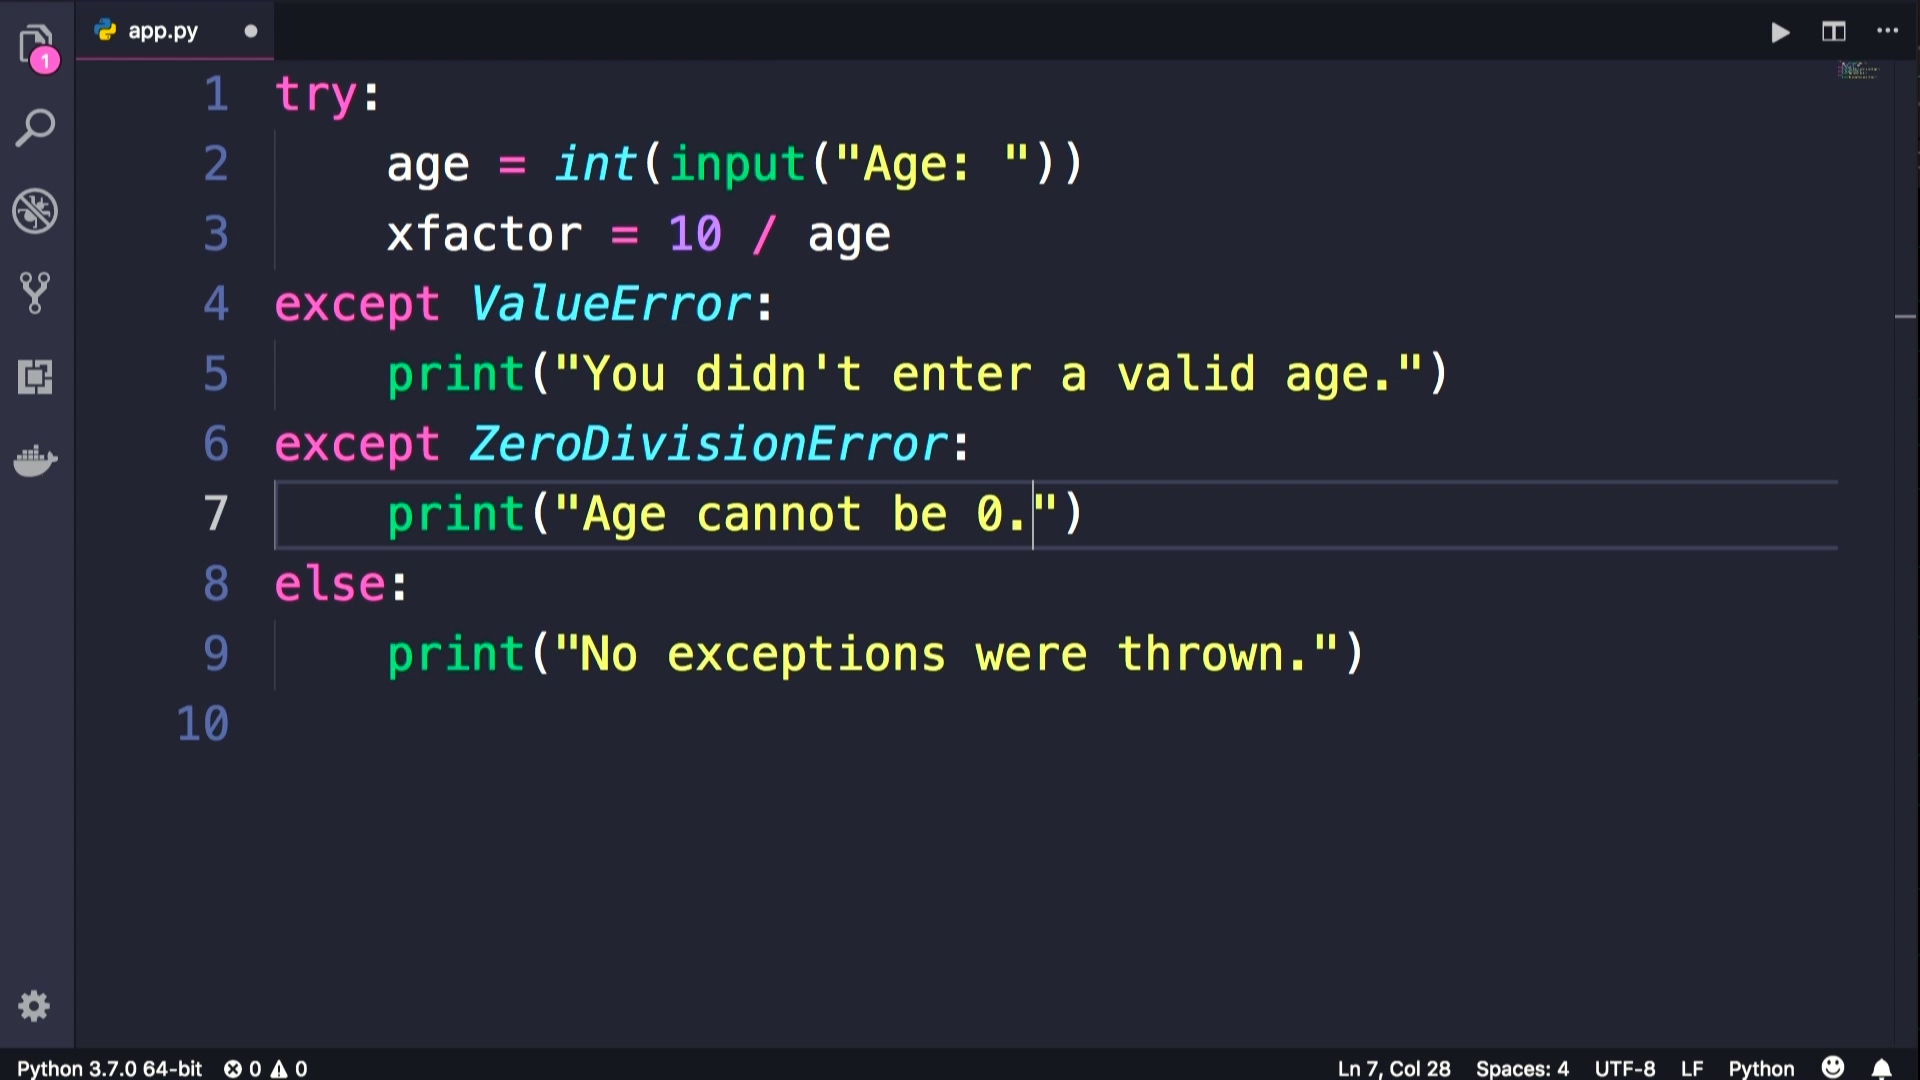 1
app.py
1 try:
2     age = int(input("Age: "))
3     xfactor = 10 / age
4 except ValueError:
5     print("You didn't enter a valid age.")
6 except ZeroDivisionError:
7     print("Age cannot be 0.")
8 else:
9     print("No exceptions were thrown.")
10
Python 3.7.0 64-bit 0 0 Ln 7, Col 28 Spaces: 4 UTF-8 LF Python